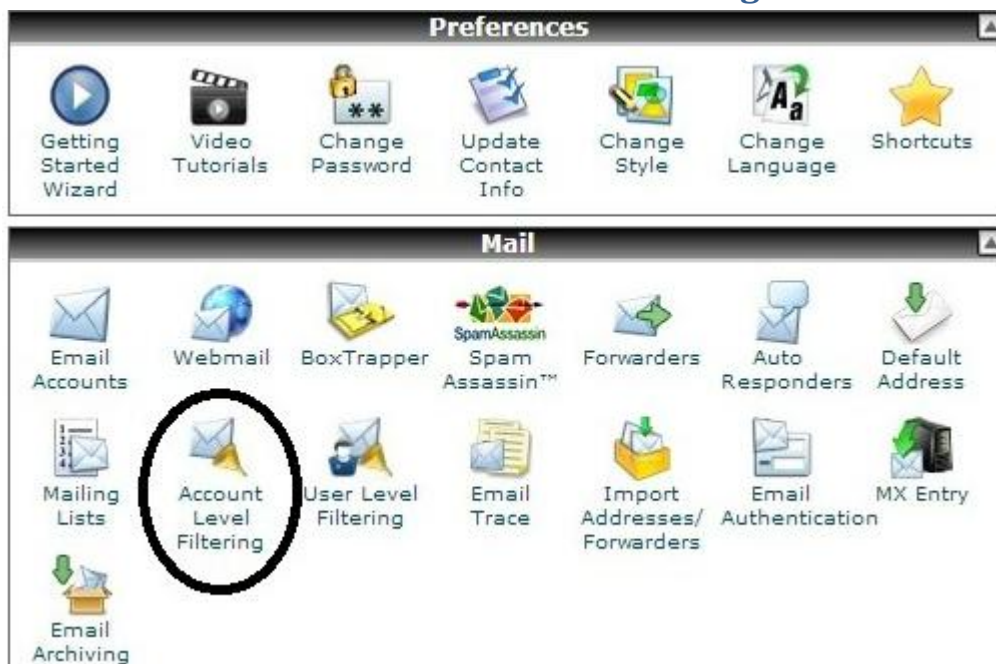 Preferences
Getting
Started
Wizard
Video
Tutorials
**
Change
Password
Update
Contact
Info
Change
Style
Aa
Change
Language
Shortcuts
Mail
Email
Accounts
Webmail
BoxTrapper
SpamAssassin
Spam
Assassin™
Forwarders
Auto
Responders
Default
Address
Mailing
Lists
Account
Level
Filtering
User Level
Filtering
Email
Trace
Import
Addresses/
Forwarders
Email
Authentication
MX Entry
Email
Archiving